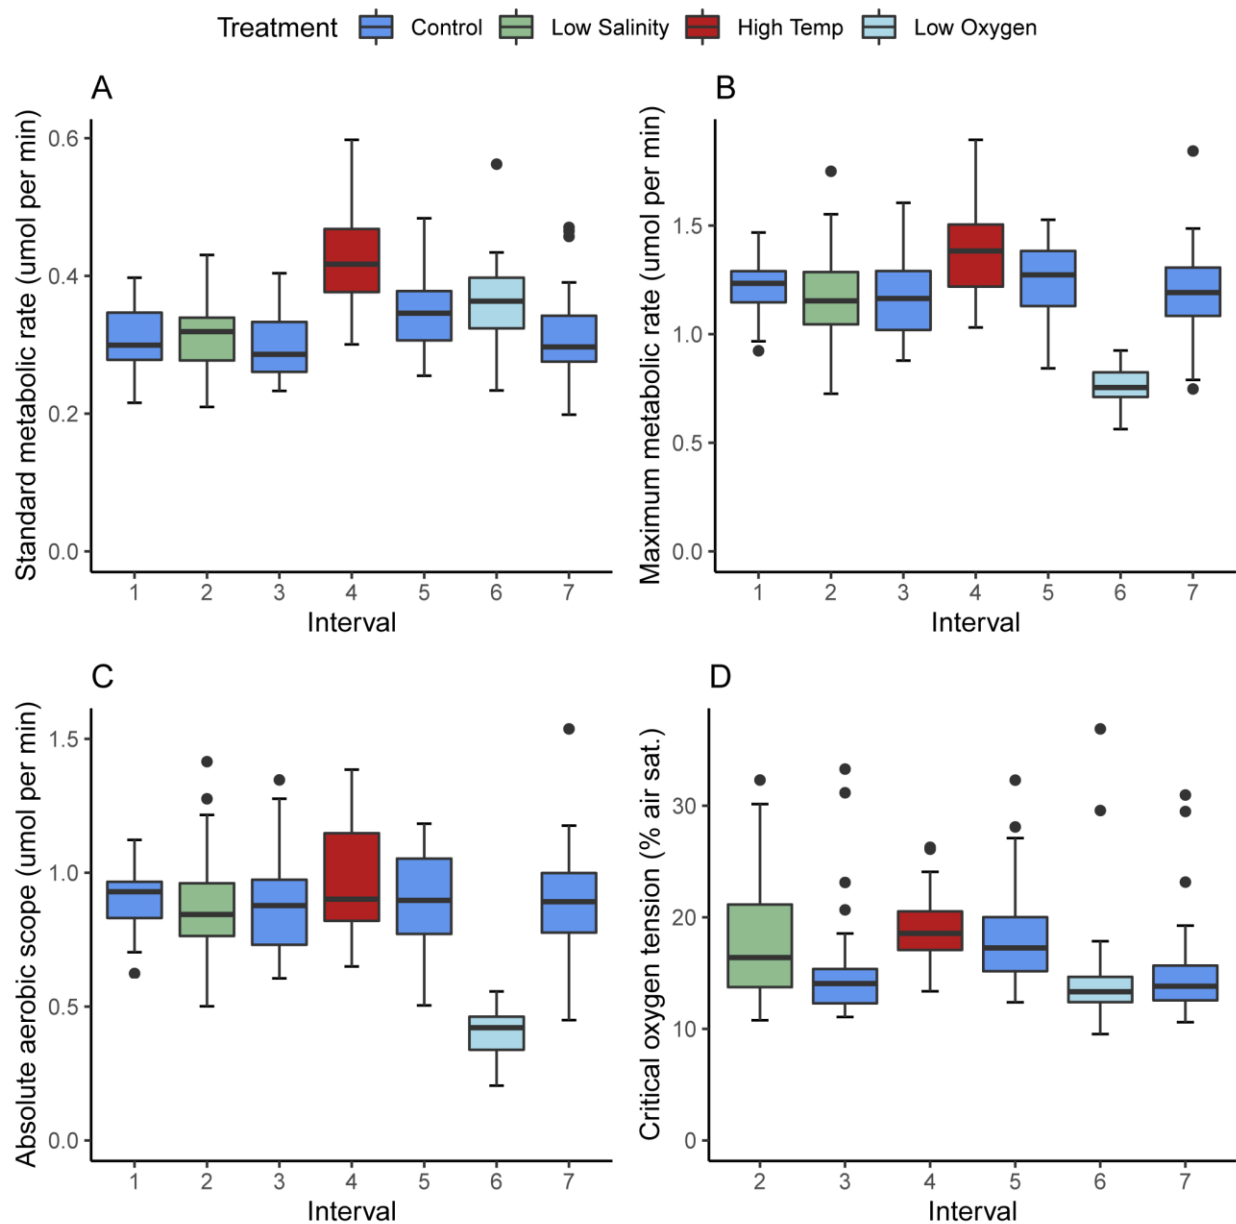 Treatment Control Low Salinity High Temp Low Oxygen
A
Standard metabolic rate (umol per min)
0.6
0.4
0.2
0.0
1 2 3 4 5 6 7
Interval
B
Maximum metabolic rate (umol per min)
1.5
1.0
0.5
0.0
1 2 3 4 5 6 7
Interval
C
Absolute aerobic scope (umol per min)
1.5
1.0
0.5
0.0
1 2 3 4 5 6 7
Interval
D
Critical oxygen tension (% air sat.)
30
20
10
0
2 3 4 5 6 7
Interval